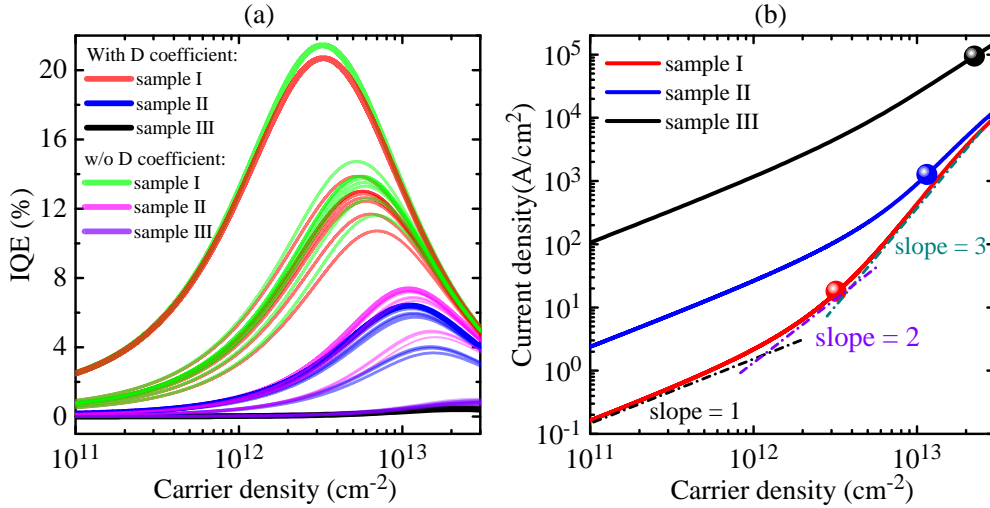 (a)
IQE (%)
20
16
12
8
4
0
With D coefficient:
sample I
sample II
sample III
w/o D coefficient:
sample I
sample II
sample III
10^11
10^12
10^13
Carrier density (cm^-2)
(b)
Current density(A/cm^2)
10^5
10^4
10^3
10^2
10^1
10^0
10^-1
sample I
sample II
sample III
slope = 3
slope = 2
slope = 1
10^11
10^12
10^13
Carrier density (cm^-2)